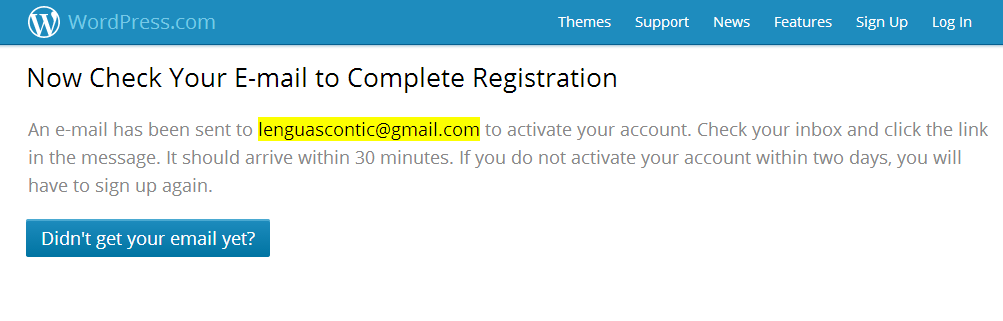 WordPress.com Themes Support News Features Sign Up Log In
Now Check Your E-mail to Complete Registration
An e-mail has been sent to lenguascontic@gmail.com to activate your account. Check your inbox and click the link
in the message. It should arrive within 30 minutes. If you do not activate your account within two days, you will
have to sign up again.
Didn't get your email yet?